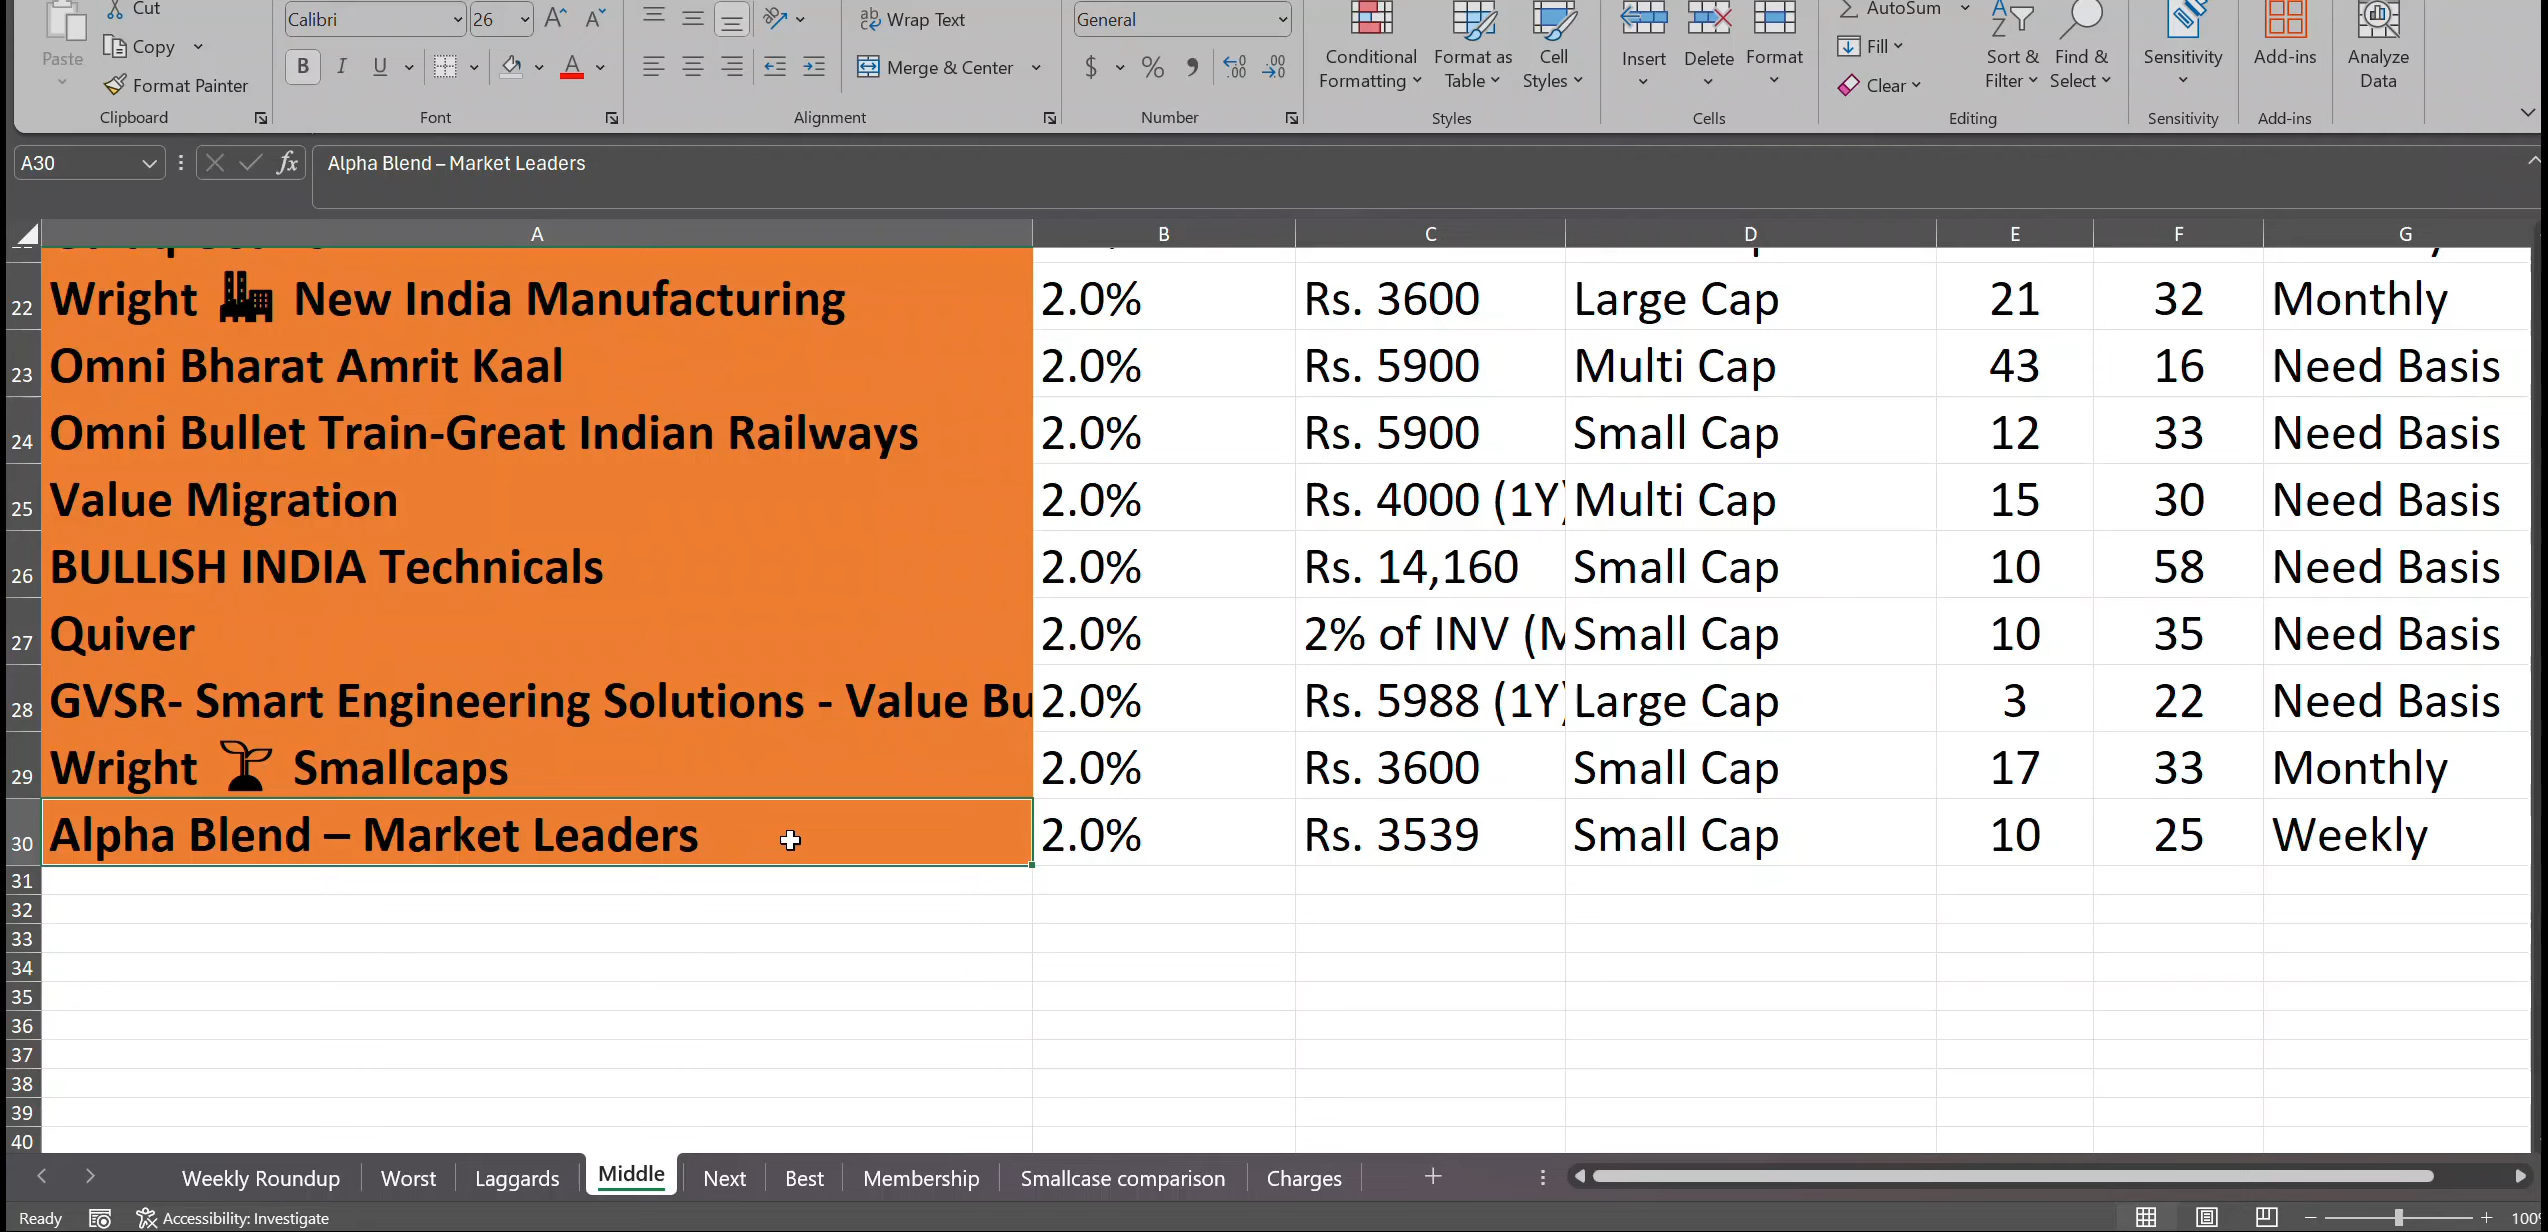 Cut
Calibri 26 Wrap Text General AutoSum
Paste Copy Conditional Format as Cell Insert Delete Format Fill Sort & Find & Sensitivity Add-ins Analyze
B I U A Merge & Center $ % Formatting Table Styles Filter Select Data
Format Painter Clear
Clipboard Font Alignment Number Styles Cells Editing Sensitivity Add-ins
A30 fx Alpha Blend – Market Leaders
A B C D E F G
22 Wright New India Manufacturing 2.0% Rs. 3600 Large Cap 21 32 Monthly
23 Omni Bharat Amrit Kaal 2.0% Rs. 5900 Multi Cap 43 16 Need Basis
24 Omni Bullet Train-Great Indian Railways 2.0% Rs. 5900 Small Cap 12 33 Need Basis
25 Value Migration 2.0% Rs. 4000 (1Y) Multi Cap 15 30 Need Basis
26 BULLISH INDIA Technicals 2.0% Rs. 14,160 Small Cap 10 58 Need Basis
27 Quiver 2.0% 2% of INV (M Small Cap 10 35 Need Basis
28 GVSR- Smart Engineering Solutions - Value Bu 2.0% Rs. 5988 (1Y) Large Cap 3 22 Need Basis
29 Wright Smallcaps 2.0% Rs. 3600 Small Cap 17 33 Monthly
30 Alpha Blend – Market Leaders 2.0% Rs. 3539 Small Cap 10 25 Weekly
31
32
33
34
35
36
37
38
39
40
Weekly Roundup Worst Laggards Middle Next Best Membership Smallcase comparison Charges
Ready Accessibility: Investigate 100%